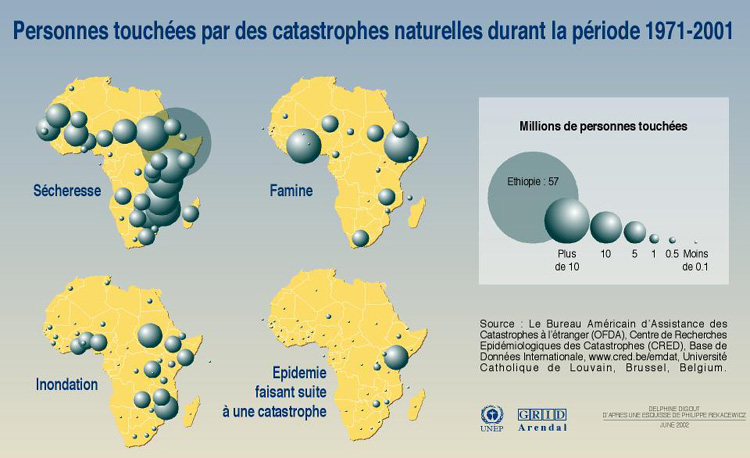 Personnes touchées par des catastrophes naturelles durant la période 1971-2001
Sécheresse
Famine
Inondation
Epidemie
faisant suite
à une catastrophe
Millions de personnes touchées
Ethiopie : 57
Plus
de 10
10
5
1
0.5
Moins
de 0.1
Source : Le Bureau Américain d'Assistance des
Catastrophes à l'étranger (OFDA), Centre de Recherches
Epidémiologiques des Catastrophes (CRED), Base de
Données Internationale, www.cred.be/emdat, Université
Catholique de Louvain, Brussel, Belgium.
UNEP
GRID
Arendal
DELPHINE DIGOUT
D'APRES UNE ESQUISSE DE PHILIPPE REKACEWICZ
JUNE 2002